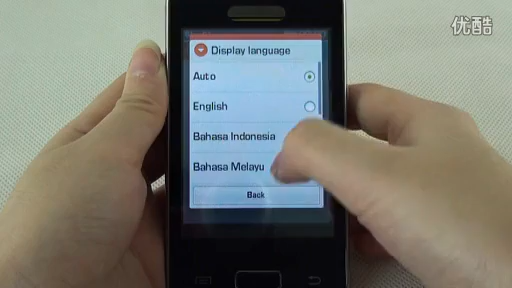 优酷
Display language
Auto
English
Bahasa Indonesia
Bahasa Melayu
Back